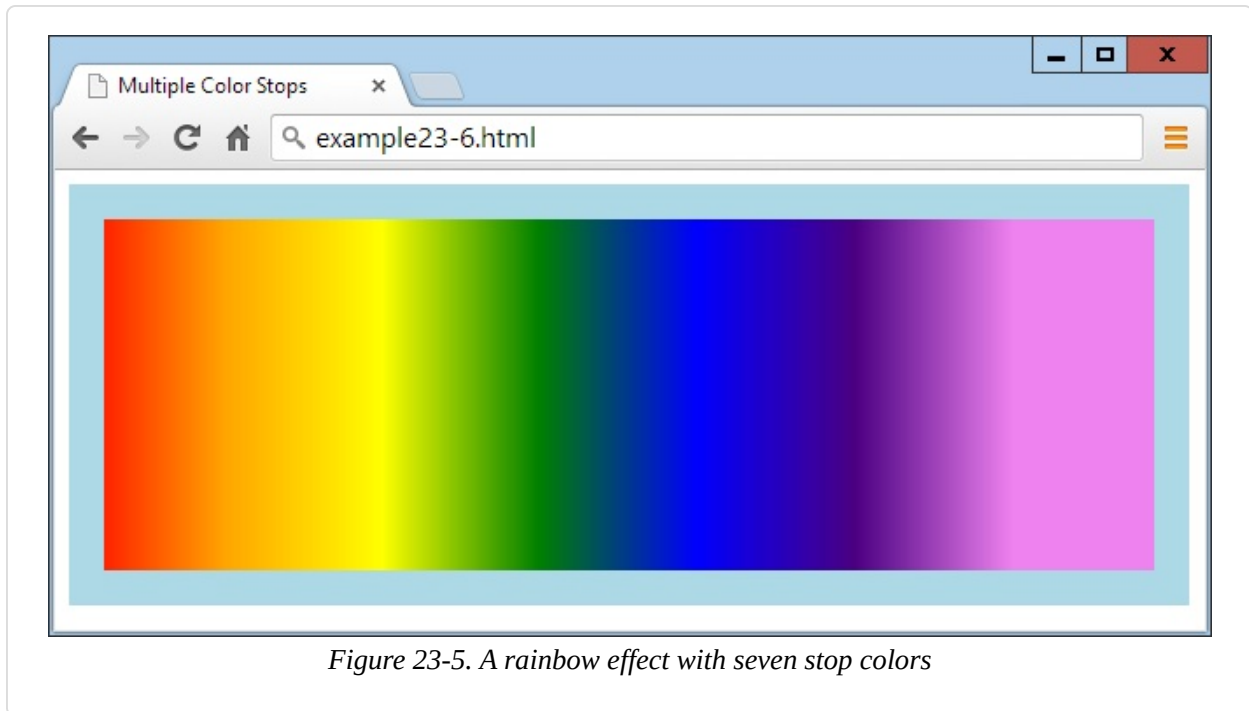 Multiple Color Stops
example23-6.html
Figure 23-5. A rainbow effect with seven stop colors